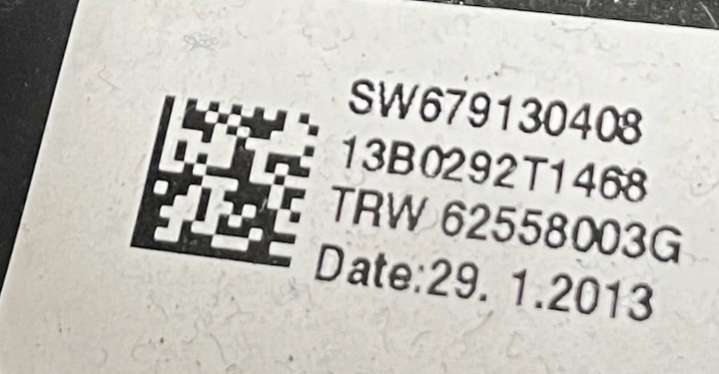 SW679130408
13B0292T1468
TRW 62558003G
Date:29. 1.2013